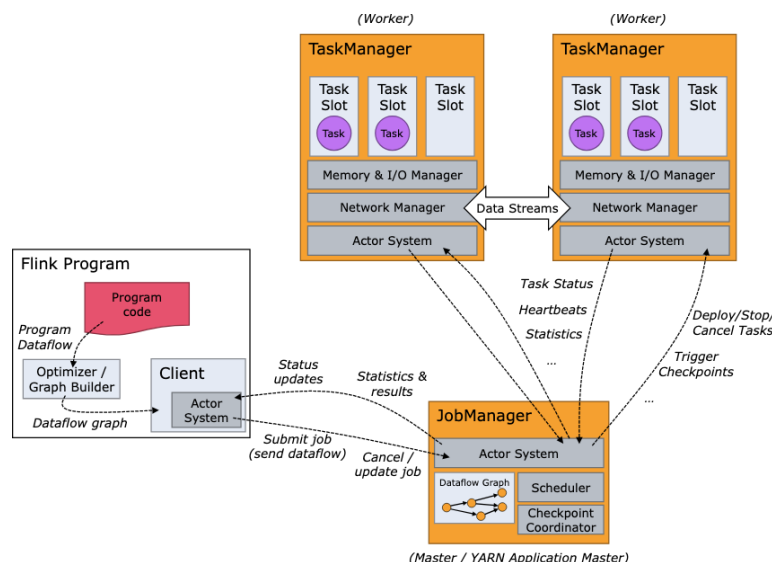 (Worker)
TaskManager
Task
Slot
Task
Task
Slot
Task
Task
Slot
Memory & I/O Manager
Network Manager
Actor System
(Worker)
TaskManager
Task
Slot
Task
Task
Slot
Task
Task
Slot
Memory & I/O Manager
Network Manager
Actor System
Data Streams
Flink Program
Program
code
Program
Dataflow
Optimizer /
Graph Builder
Dataflow graph
Client
Actor
System
Status
updates
Statistics &
results
Submit job
(send dataflow)
Cancel /
update job
Task Status
Heartbeats
Statistics
...
Deploy/Stop/
Cancel Tasks
Trigger
Checkpoints
...
JobManager
Actor System
Dataflow Graph
Scheduler
Checkpoint
Coordinator
(Master / YARN Application Master)